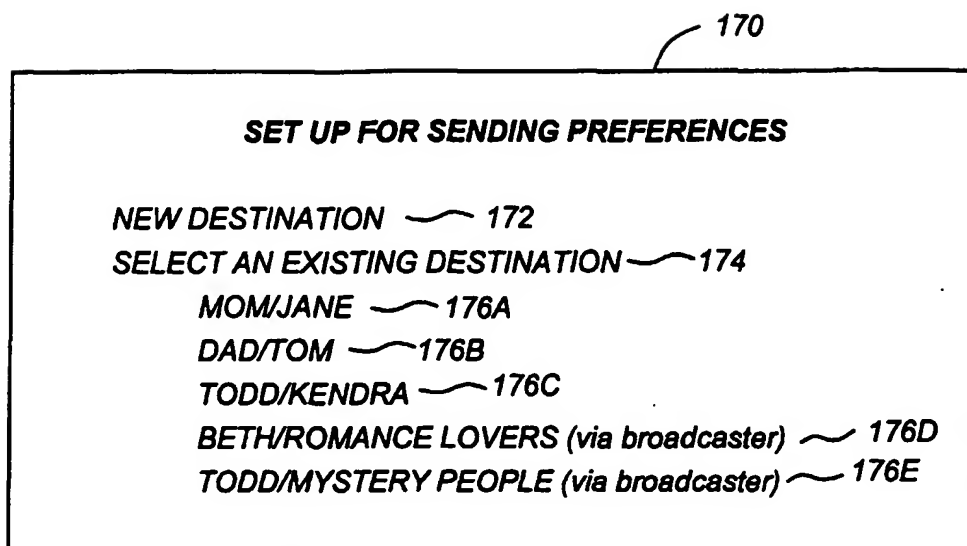 170
SET UP FOR SENDING PREFERENCES
NEW DESTINATION 172
SELECT AN EXISTING DESTINATION 174
MOM/JANE 176A
DAD/TOM 176B
TODD/KENDRA 176C
BETH/ROMANCE LOVERS (via broadcaster) 176D
TODD/MYSTERY PEOPLE (via broadcaster) 176E